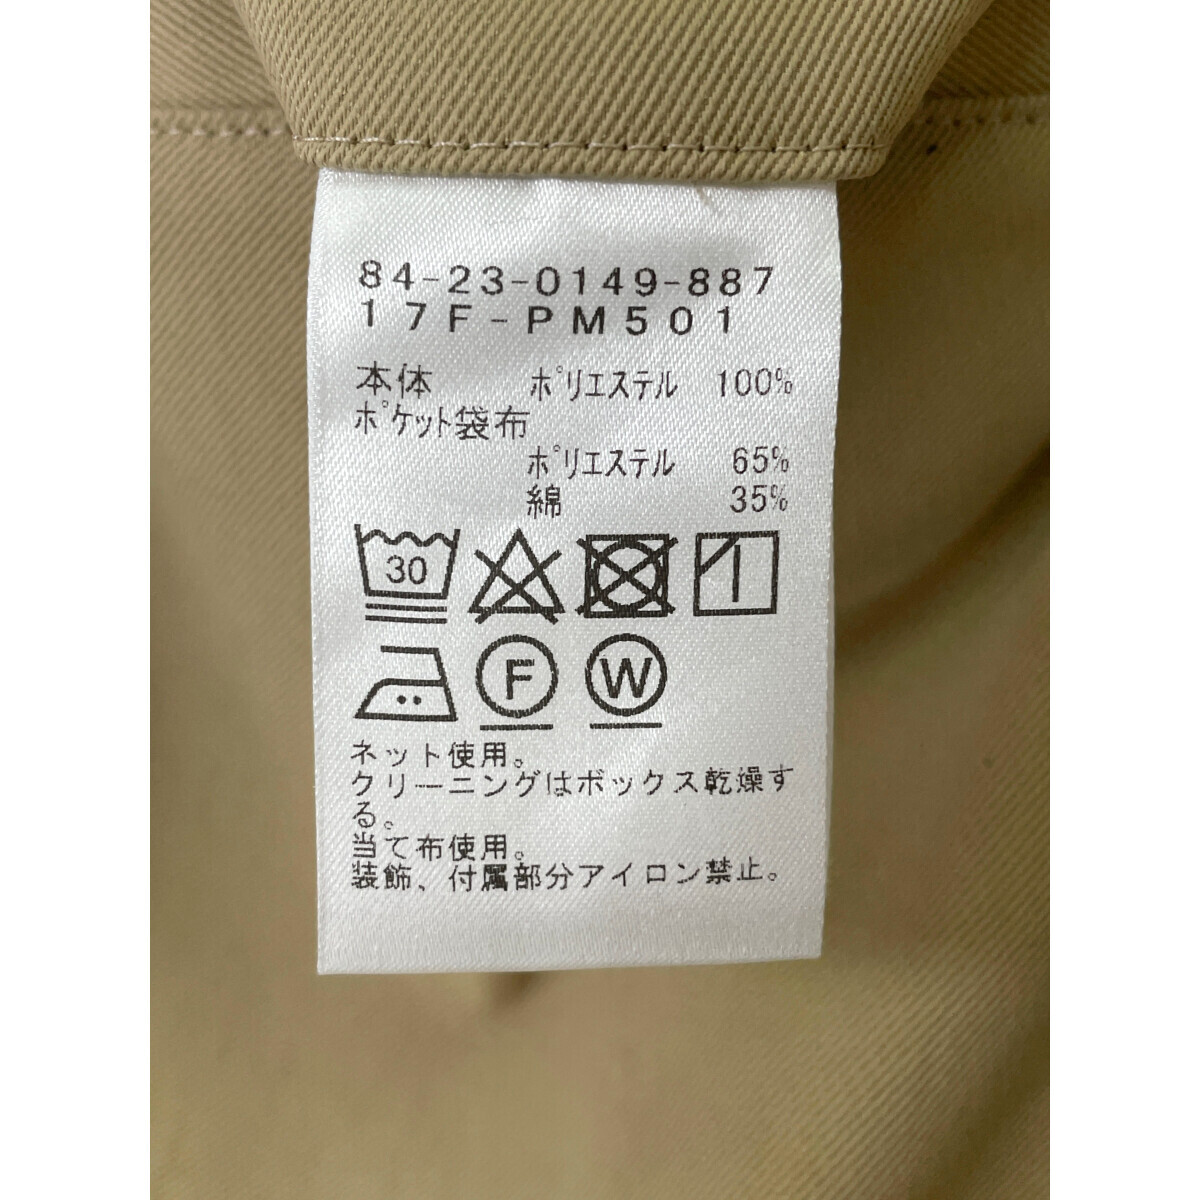 84-23-0149-887
17F-PM501
本体 ポリエステル 100%
ポケット袋布
ポリエステル 65%
綿 35%
30
F W
ネット使用。
クリーニングはボックス乾燥す
る。
当て布使用。
装飾、付属部分アイロン禁止。